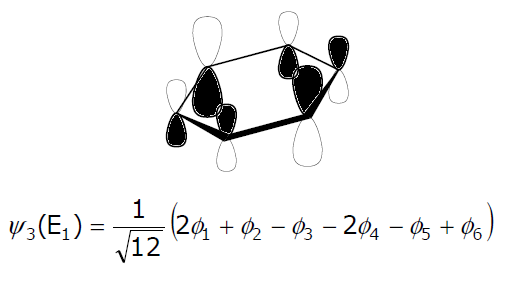 ψ₃(E₁) = 1/√12 (2ϕ₁ + ϕ₂ − ϕ₃ − 2ϕ₄ − ϕ₅ + ϕ₆)